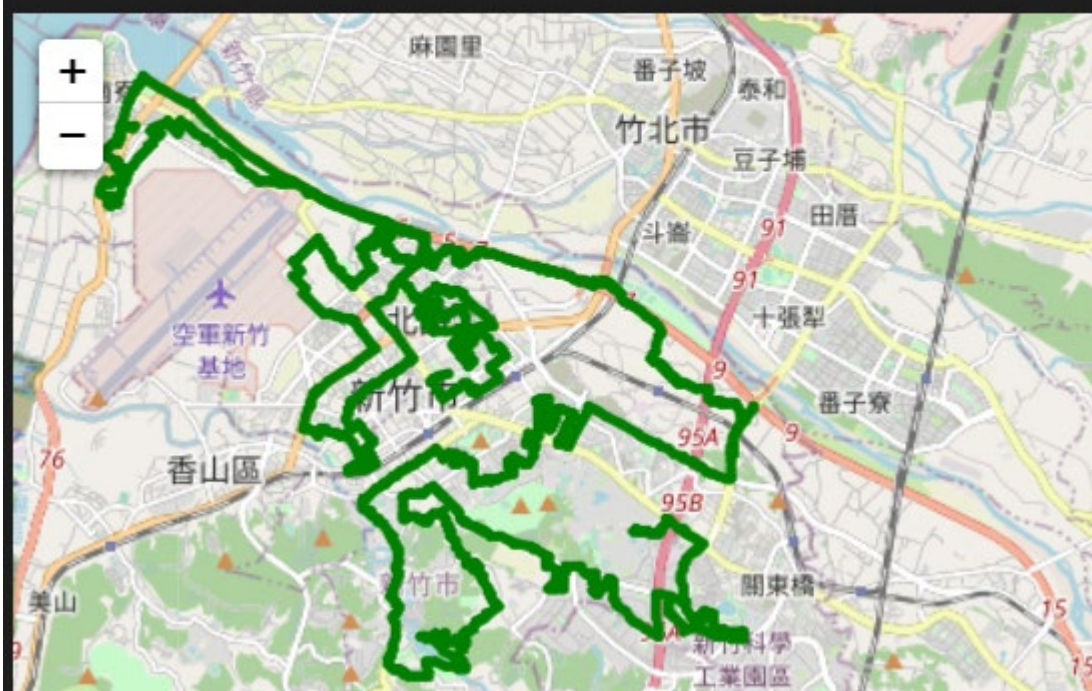 +
−
麻園里
番子坡
泰和
竹北市
豆子埔
田厝
斗崙
91
91
十張犁
空軍新竹
基地
9
新竹市
番子寮
9
95A
76
香山區
95B
新竹市
關東橋
美山
15
新竹科學
工業園區
9